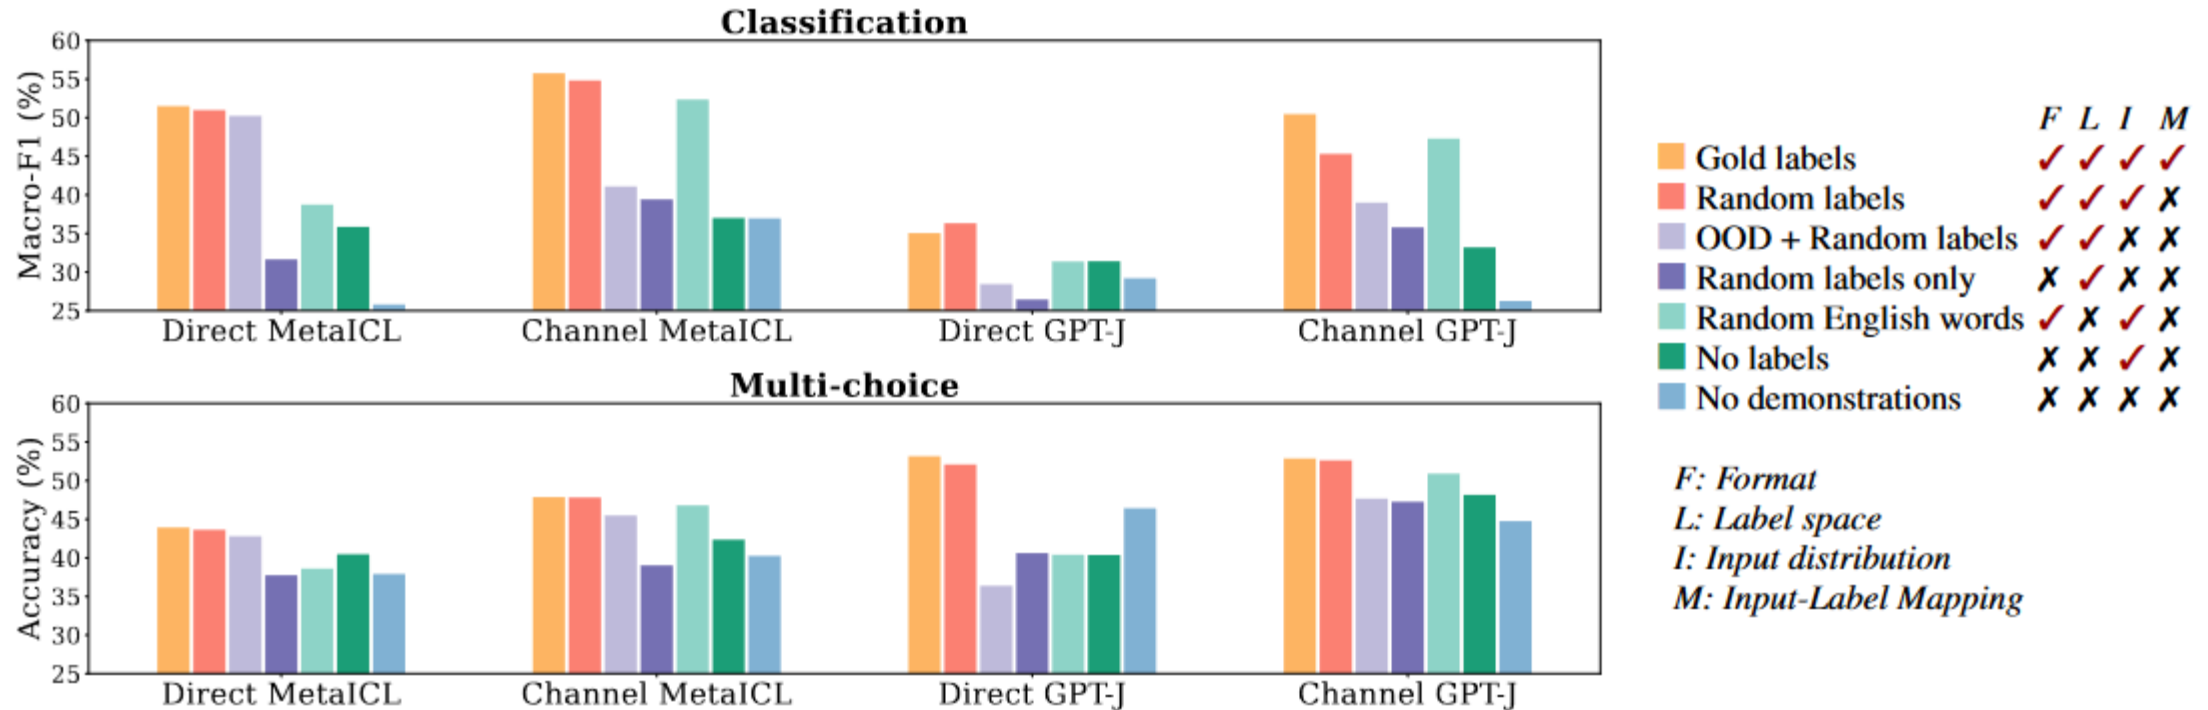 Classification
60
55
50
45
40
35
30
25
Macro-F1 (%)
Direct MetaICL Channel MetaICL Direct GPT-J Channel GPT-J
Multi-choice
60
55
50
45
40
35
30
25
Accuracy (%)
Direct MetaICL Channel MetaICL Direct GPT-J Channel GPT-J
F L I M
Gold labels ✓ ✓ ✓ ✓
Random labels ✓ ✓ ✓ ✗
OOD + Random labels ✓ ✓ ✗ ✗
Random labels only ✗ ✓ ✗ ✗
Random English words ✓ ✗ ✓ ✗
No labels ✗ ✗ ✓ ✗
No demonstrations ✗ ✗ ✗ ✗
F: Format
L: Label space
I: Input distribution
M: Input-Label Mapping